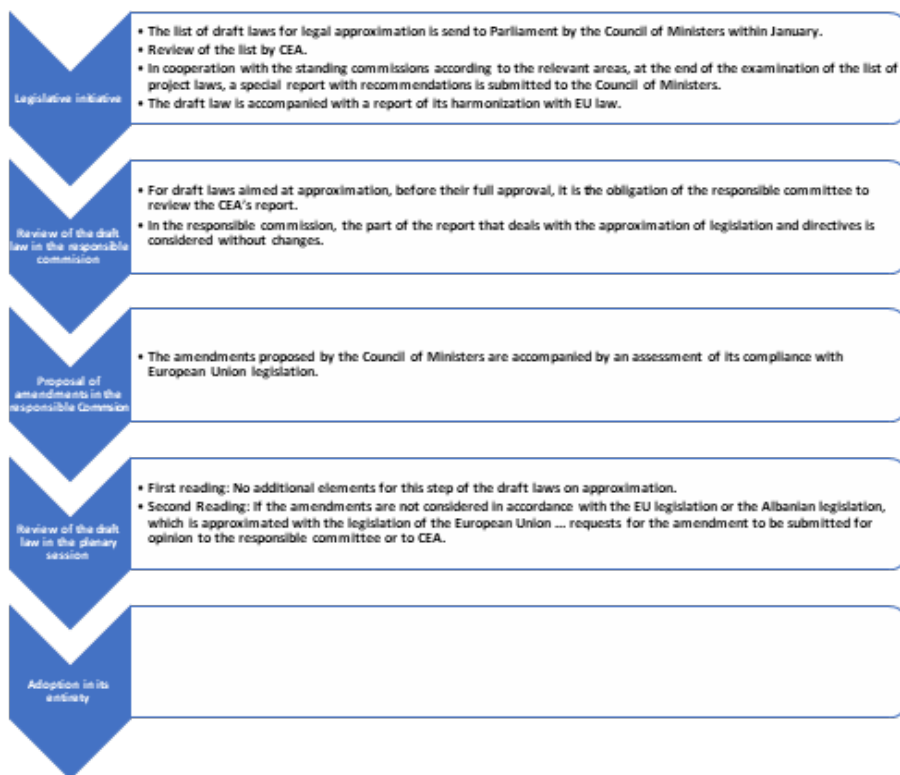 Legislative initiative
• The list of draft laws for legal approximation is send to Parliament by the Council of Ministers within January.
• Review of the list by CEA.
• In cooperation with the standing commissions according to the relevant areas, at the end of the examination of the list of
project laws, a special report with recommendations is submitted to the Council of Ministers.
• The draft law is accompanied with a report of its harmonization with EU law.
Review of the draft
law in the responsible
commision
• For draft laws aimed at approximation, before their full approval, it is the obligation of the responsible committee to
review the CEA's report.
• In the responsible commission, the part of the report that deals with the approximation of legislation and directives is
considered without changes.
Proposal of
amendments in the
responsible Commsion
• The amendments proposed by the Council of Ministers are accompanied by an assessment of its compliance with
European Union legislation.
Review of the draft
law in the plenary
session
• First reading: No additional elements for this step of the draft laws on approximation.
• Second Reading: If the amendments are not considered in accordance with the EU legislation or the Albanian legislation,
which is approximated with the legislation of the European Union ... requests for the amendment to be submitted for
opinion to the responsible committee or to CEA.
Adoption in its
entirety